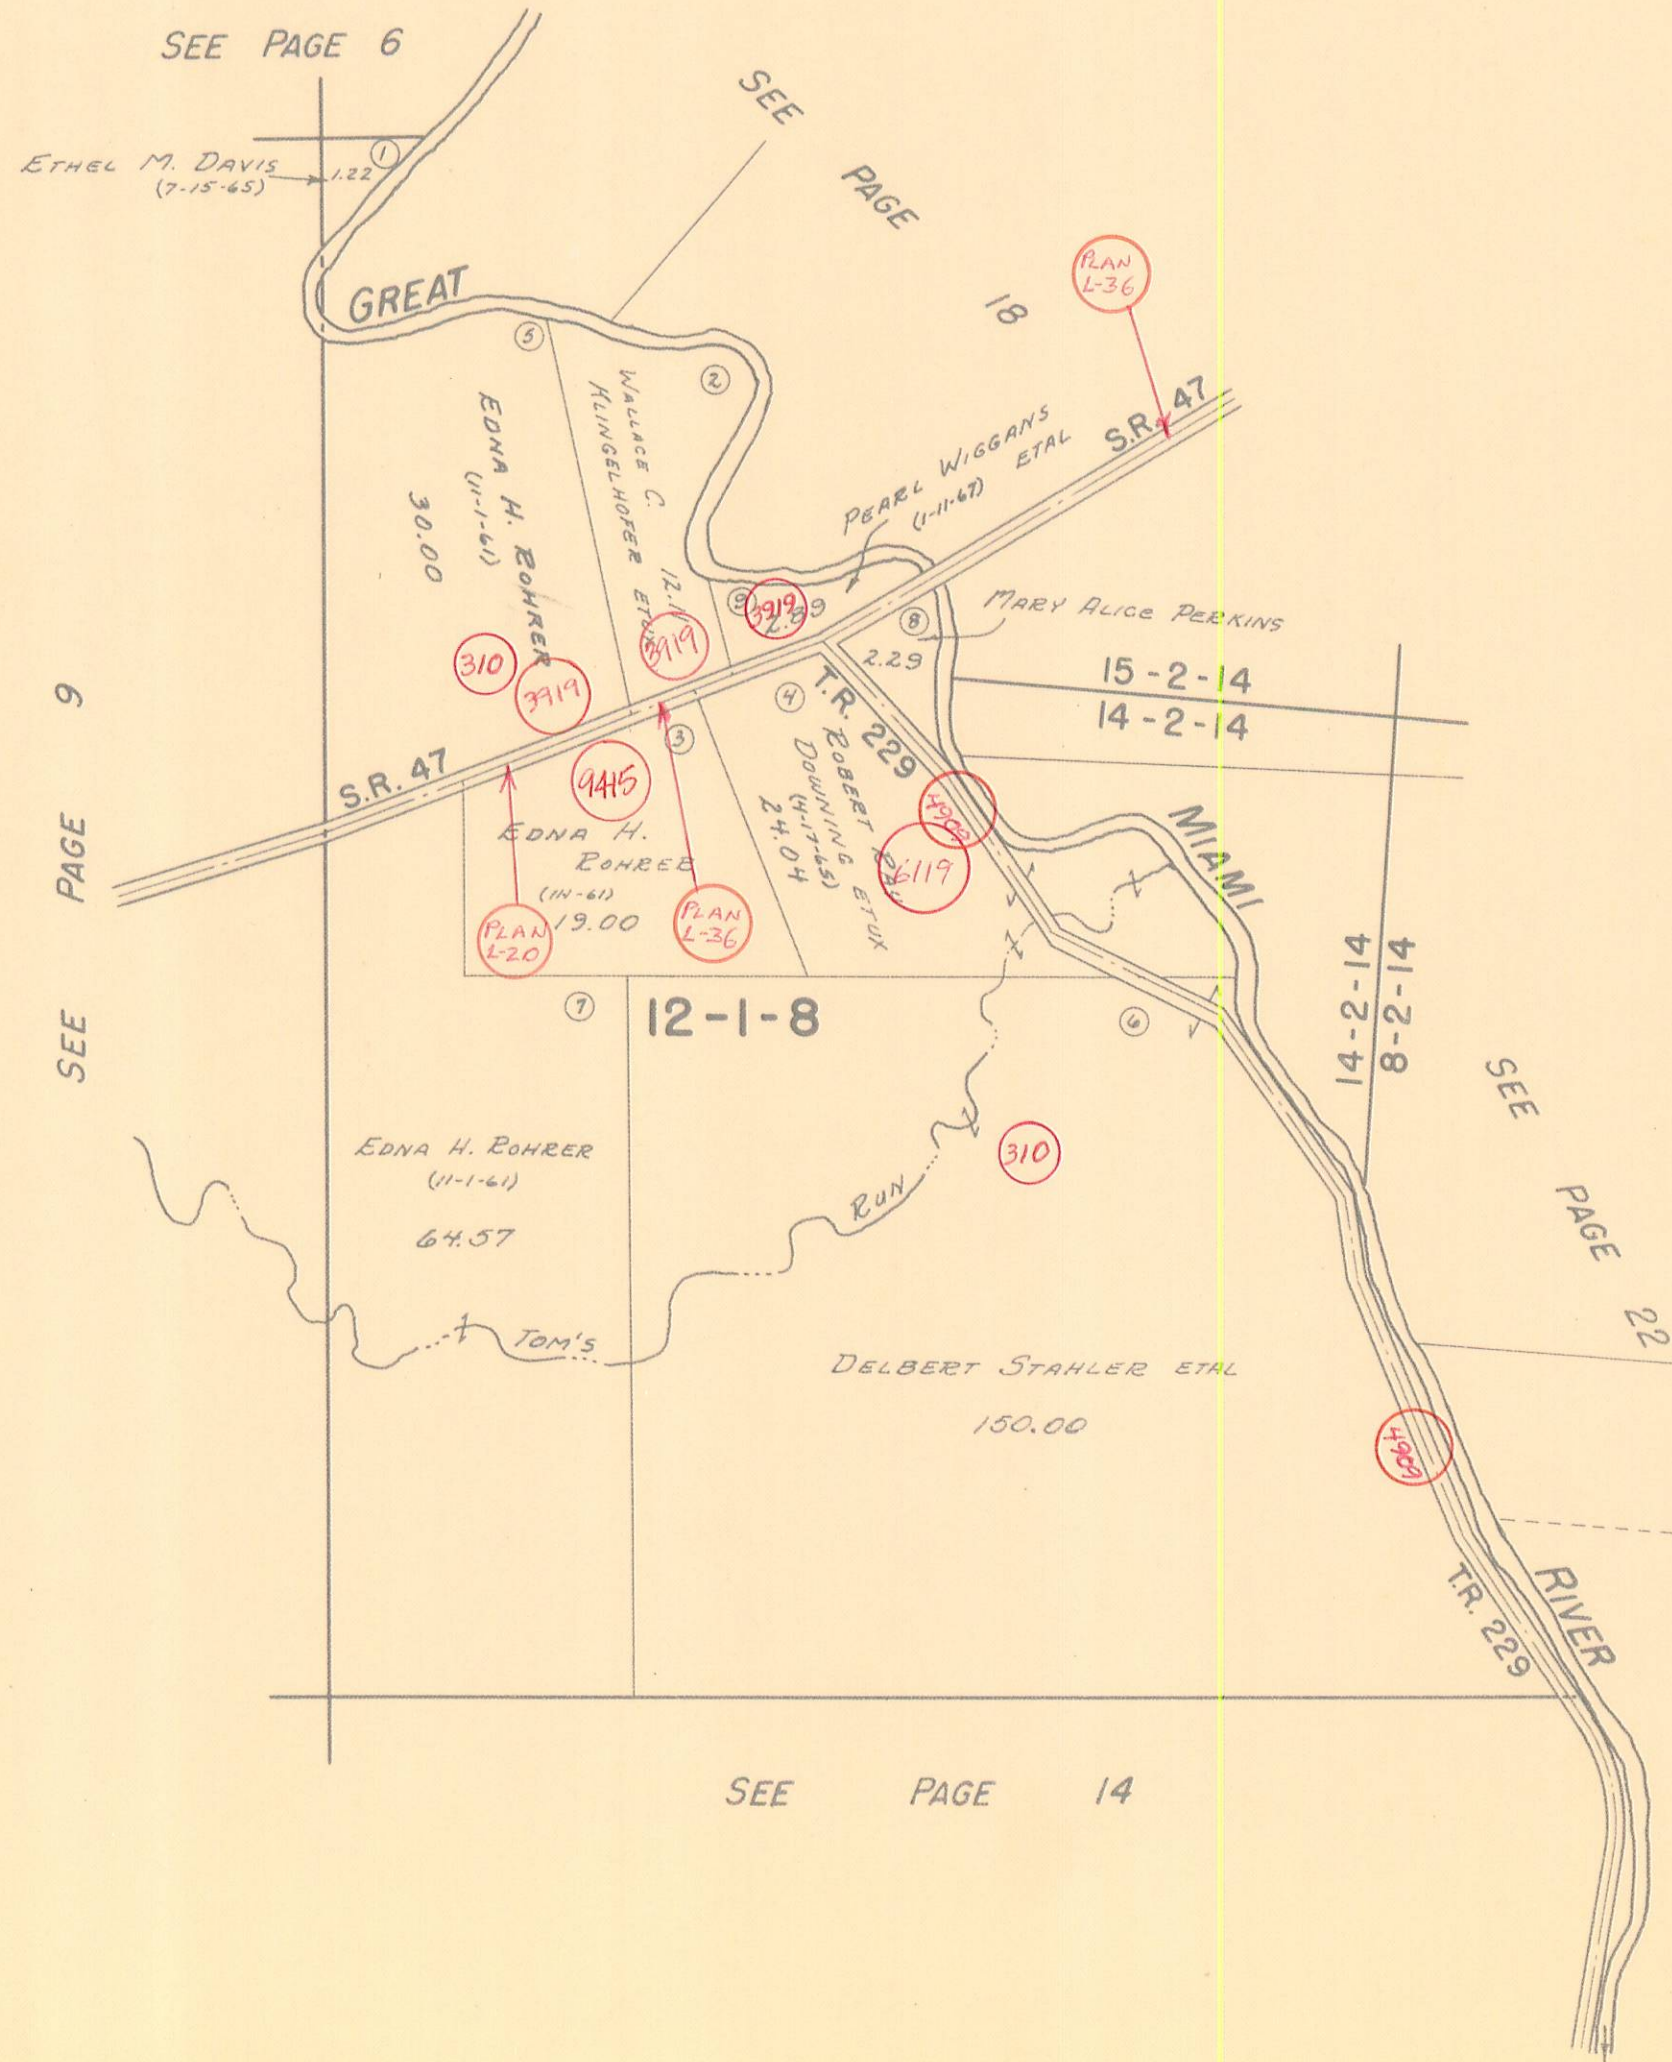 SEE PAGE 6
SEE PAGE 18
ETHEL M. DAVIS
(7-15-65)
1.22
1
GREAT
5
2
PLAN
L-36
S.R. 47
EDNA H. ROHRER
(11-1-61)
30.00
WALLACE C.
KLINGELHOFER ETUX
PEARL WIGGANS
ETAL
(1-11-67)
9
3919
2.89
8
MARY ALICE PERKINS
2.29
310
3919
3919
15-2-14
14-2-14
4
T.R. 229
3
S.R. 47
9415
ROBERT RAY
DOWNING ETUX
(4-17-65)
24.04
4909
6119
MIAMI
EDNA H.
ROHRER
19.00
PLAN
L-20
PLAN
L-36
SEE PAGE 9
7
12-1-8
6
14-2-14
8-2-14
SEE PAGE 22
EDNA H. ROHRER
(11-1-61)
64.57
310
TOM'S RUN
DELBERT STAHLER ETAL
150.00
4909
T.R. 229
RIVER
SEE PAGE 14